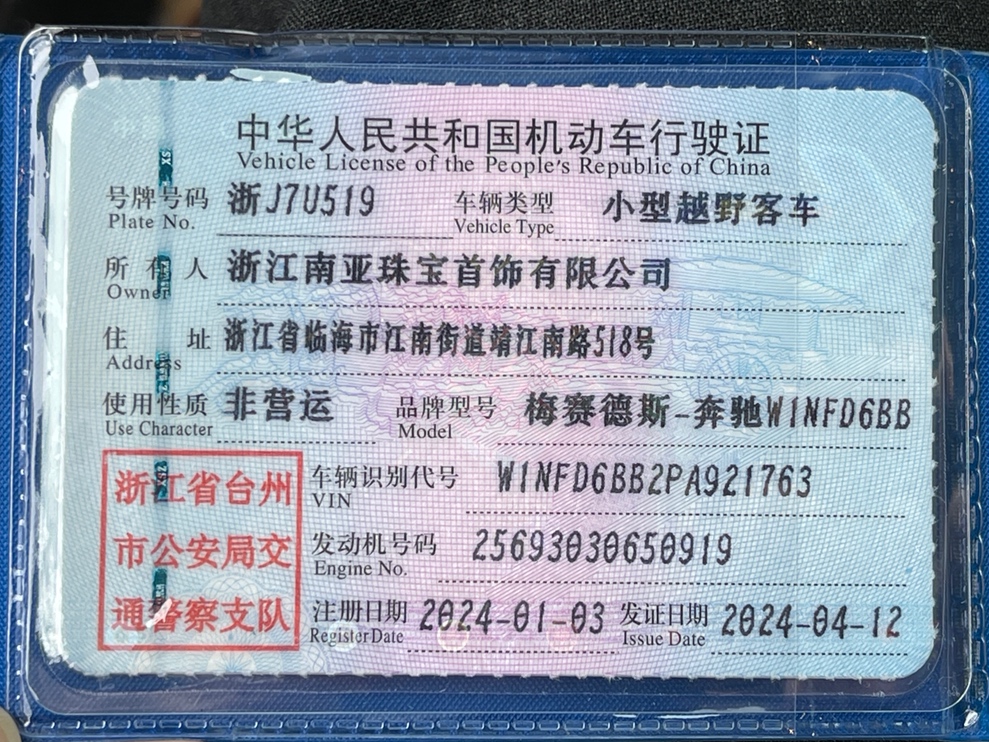 中华人民共和国机动车行驶证
Vehicle License of the People's Republic of China
号牌号码 浙J7U519 车辆类型 小型越野客车
Plate No. Vehicle Type
所有人 浙江南亚珠宝首饰有限公司
Owner
住址 浙江省临海市江南街道靖江南路518号
Address
使用性质 非营运 品牌型号 梅赛德斯-奔驰W1NFD6BB
Use Character Model
浙江省台州 车辆识别代号 W1NFD6BB2PA921763
VIN
市公安局交 发动机号码 25693030650919
Engine No.
通警察支队 注册日期 2024-01-03 发证日期 2024-04-12
Register Date Issue Date